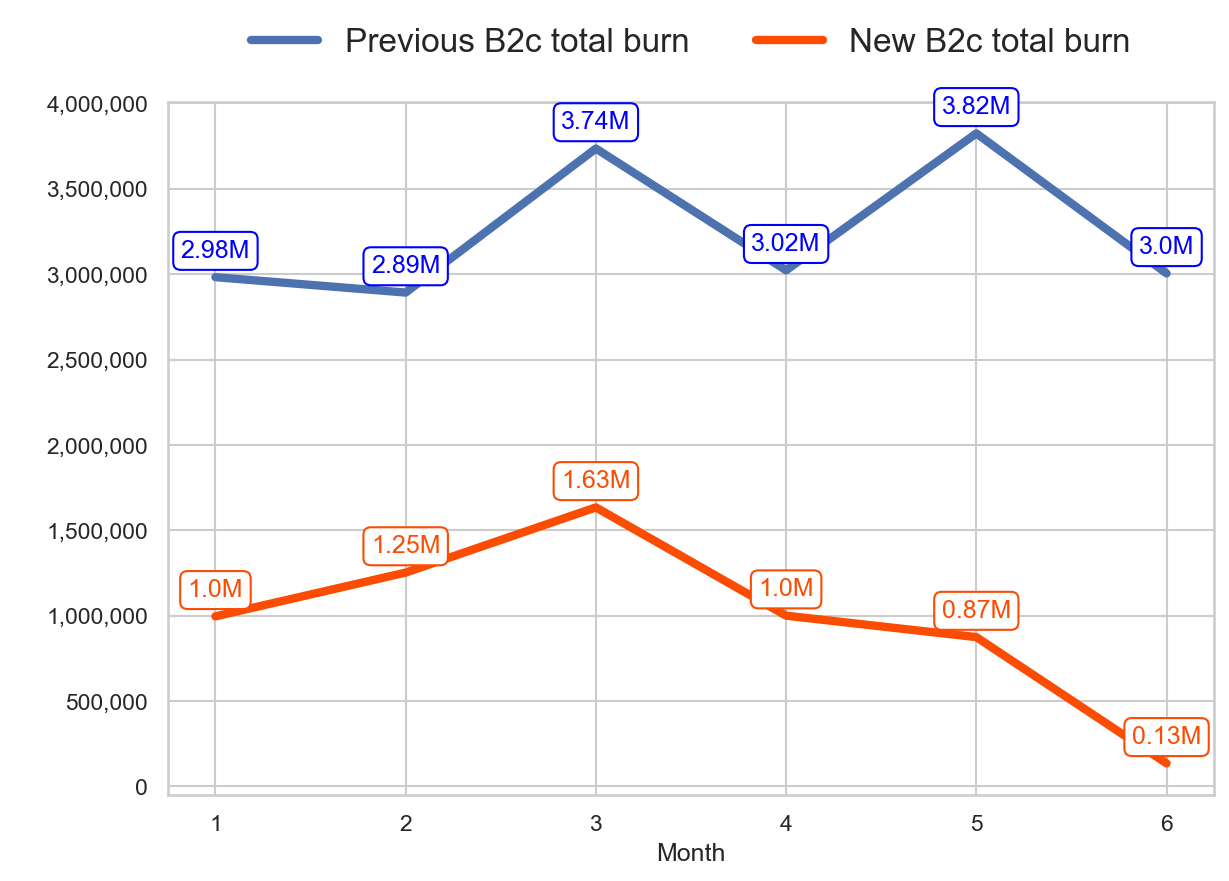 Previous B2c total burn New B2c total burn
4,000,000
3,500,000
3,000,000
2,500,000
2,000,000
1,500,000
1,000,000
500,000
0
2.98M 2.89M 3.74M 3.02M 3.82M 3.0M
1.0M 1.25M 1.63M 1.0M 0.87M 0.13M
1 2 3 4 5 6
Month